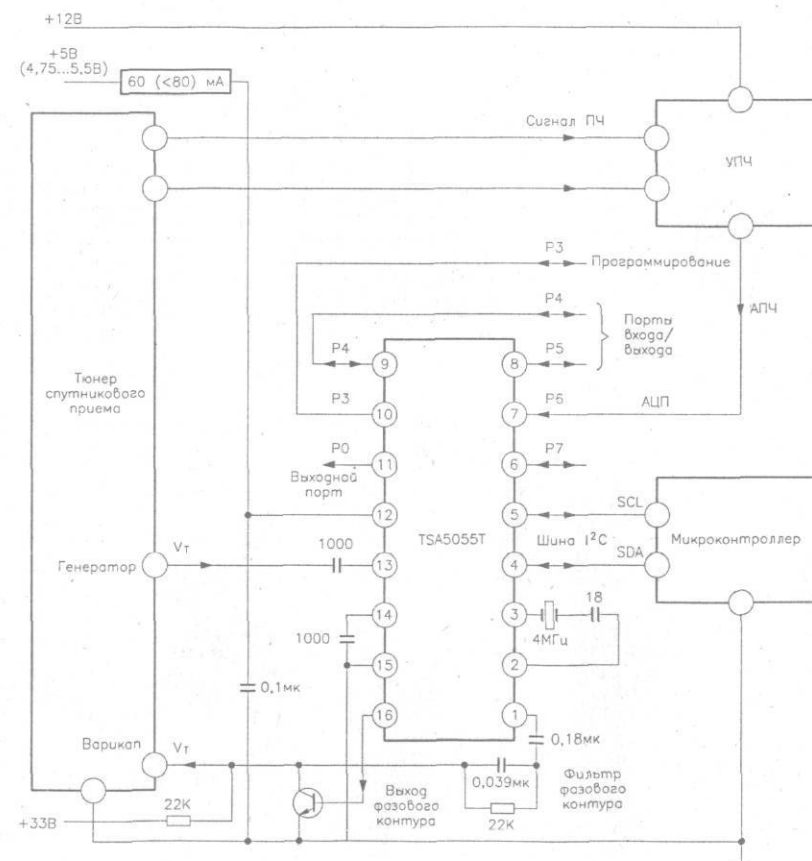 +12В
+5В
(4,75...5,5В)
60 (<80) мА
Сигнал ПЧ
УПЧ
P3
Программирование
P4
Порты
входа/
выхода
АПЧ
P4
9
8
P5
Тюнер
спутникового
приема
P3
10
7
P6
АЦП
P0
11
6
P7
Выходной
порт
12
TSA5055T
5
SCL
Шина I²C
Микроконтроллер
Генератор
VT
1000
13
4
SDA
14
3
4МГц
18
1000
15
2
0,1мк
16
1
0,18мк
Варикап
VT
0,039мк
Фильтр
фазового
контура
Выход
фазового
контура
22К
22К
+33В